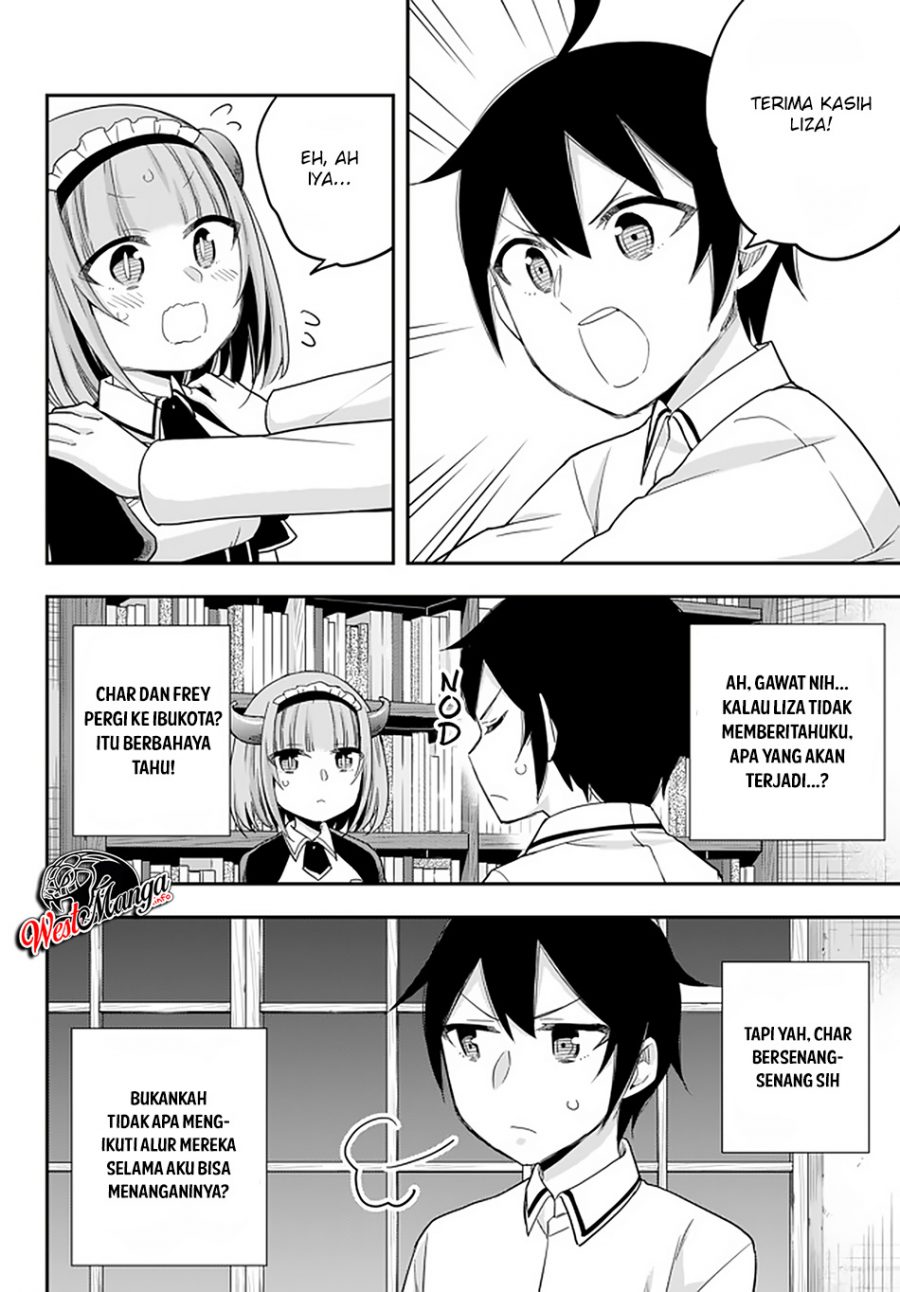 TERIMA KASIH
LIZA!
EH, AH
IYA...
AH, GAWAT NIH...
KALAU LIZA TIDAK
MEMBERITAHUKU,
APA YANG AKAN
TERJADI...?
NOD
CHAR DAN FREY
PERGI KE IBUKOTA?
ITU BERBAHAYA
TAHU!
WestManga
.info
TAPI YAH, CHAR
BERSENANG-
SENANG SIH
BUKANKAH
TIDAK APA MENG-
IKUTI ALUR MEREKA
SELAMA AKU BISA
MENANGANINYA?